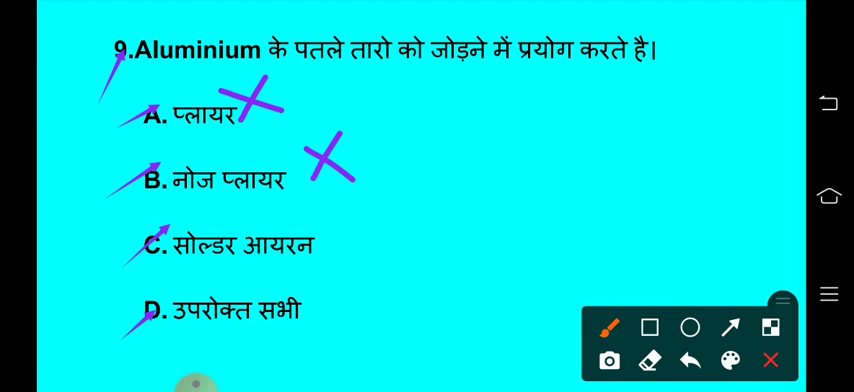 9.Aluminium के पतले तारो को जोड़ने में प्रयोग करते है।
A. प्लायर
B. नोज प्लायर
C. सोल्डर आयरन
D. उपरोक्त सभी